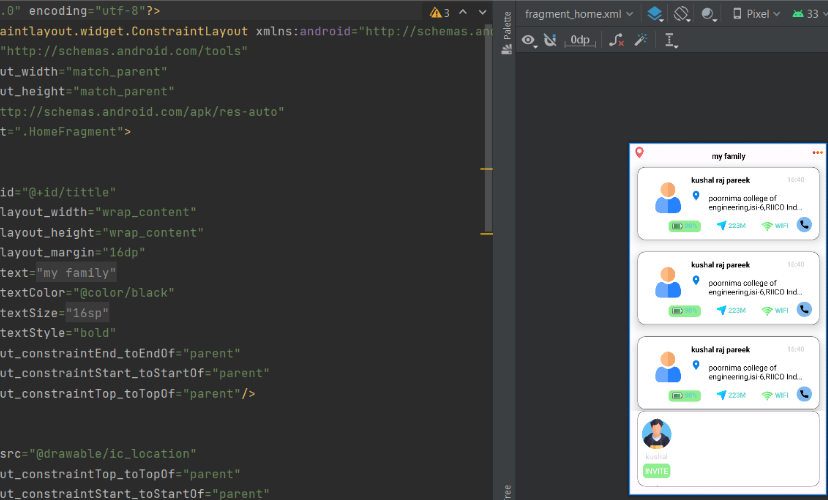 .0" encoding="utf-8"?>
aintlayout.widget.ConstraintLayout xmlns:android="http://schemas.and
"http://schemas.android.com/tools"
ut_width="match_parent"
ut_height="match_parent"
ttp://schemas.android.com/apk/res-auto"
t=".HomeFragment">
id="@+id/tittle"
layout_width="wrap_content"
layout_height="wrap_content"
layout_margin="16dp"
text="my family"
textColor="@color/black"
textSize="16sp"
textStyle="bold"
ut_constraintEnd_toEndOf="parent"
ut_constraintStart_toStartOf="parent"
ut_constraintTop_toTopOf="parent"/>
src="@drawable/ic_location"
ut_constraintTop_toTopOf="parent"
ut_constraintStart_toStartOf="parent"
3
Palette
fragment_home.xml
Pixel
33
0dp
my family
kushal raj pareek
16:40
poornima college of
engineering,isi-6,RIICO Ind...
223M
WIFI
kushal raj pareek
16:40
poornima college of
engineering,isi-6,RIICO Ind...
223M
WIFI
kushal raj pareek
16:40
poornima college of
engineering,isi-6,RIICO Ind...
223M
WIFI
kushal
INVITE
ree